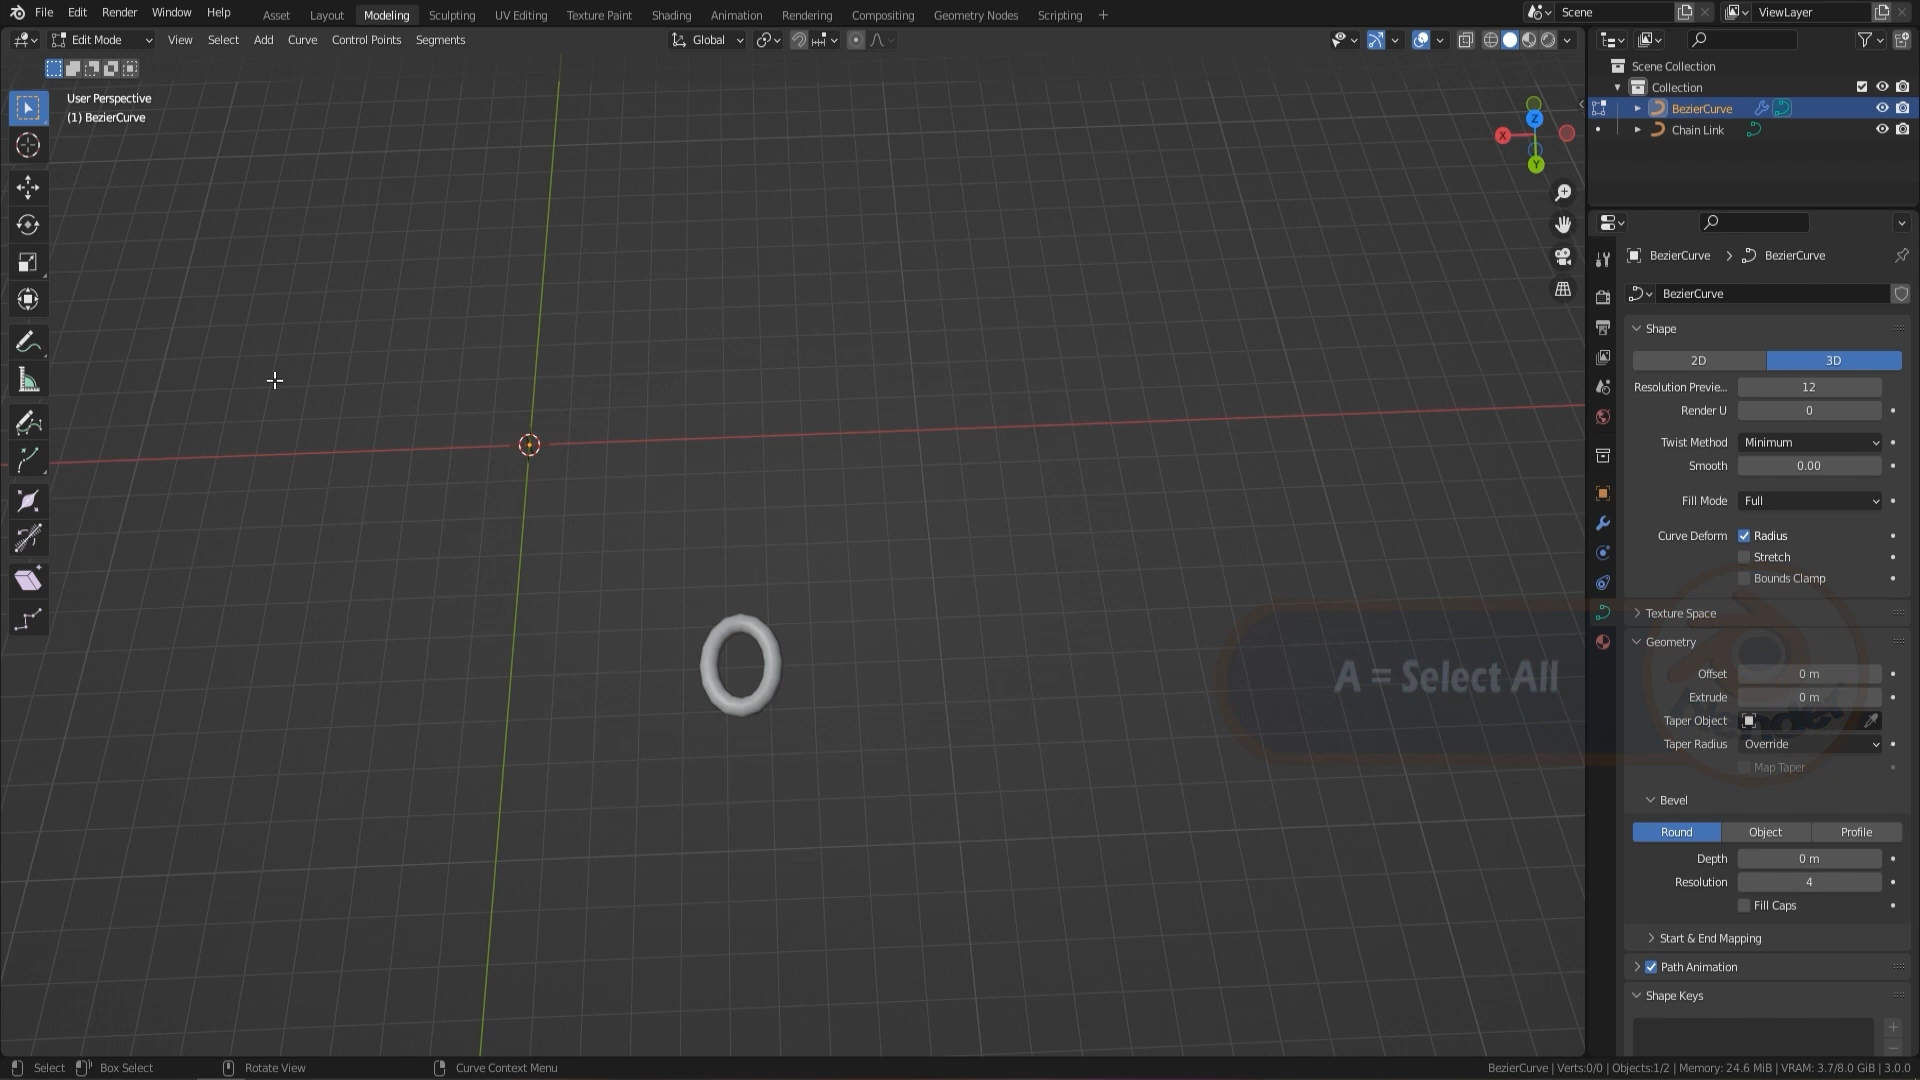 File Edit Render Window Help
Asset Layout Modeling Sculpting UV Editing Texture Paint Shading Animation Rendering Compositing Geometry Nodes Scripting +
Scene
ViewLayer
Edit Mode View Select Add Curve Control Points Segments
Global
User Perspective
(1) BezierCurve
Z
X
Y
Scene Collection
Collection
BezierCurve
Chain Link
BezierCurve > BezierCurve
BezierCurve
Shape
2D 3D
Resolution Previe... 12
Render U 0
Twist Method Minimum
Smooth 0.00
Fill Mode Full
Curve Deform Radius
Stretch
Bounds Clamp
Texture Space
Geometry
Offset 0 m
Extrude 0 m
Taper Object
Taper Radius Override
Map Taper
A = Select All
Bevel
Round Object Profile
Depth 0 m
Resolution 4
Fill Caps
Start & End Mapping
Path Animation
Shape Keys
Select Box Select Rotate View Curve Context Menu
BezierCurve | Verts:0/0 | Objects:1/2 | Memory: 24.6 MiB | VRAM: 3.7/8.0 GiB | 3.0.0